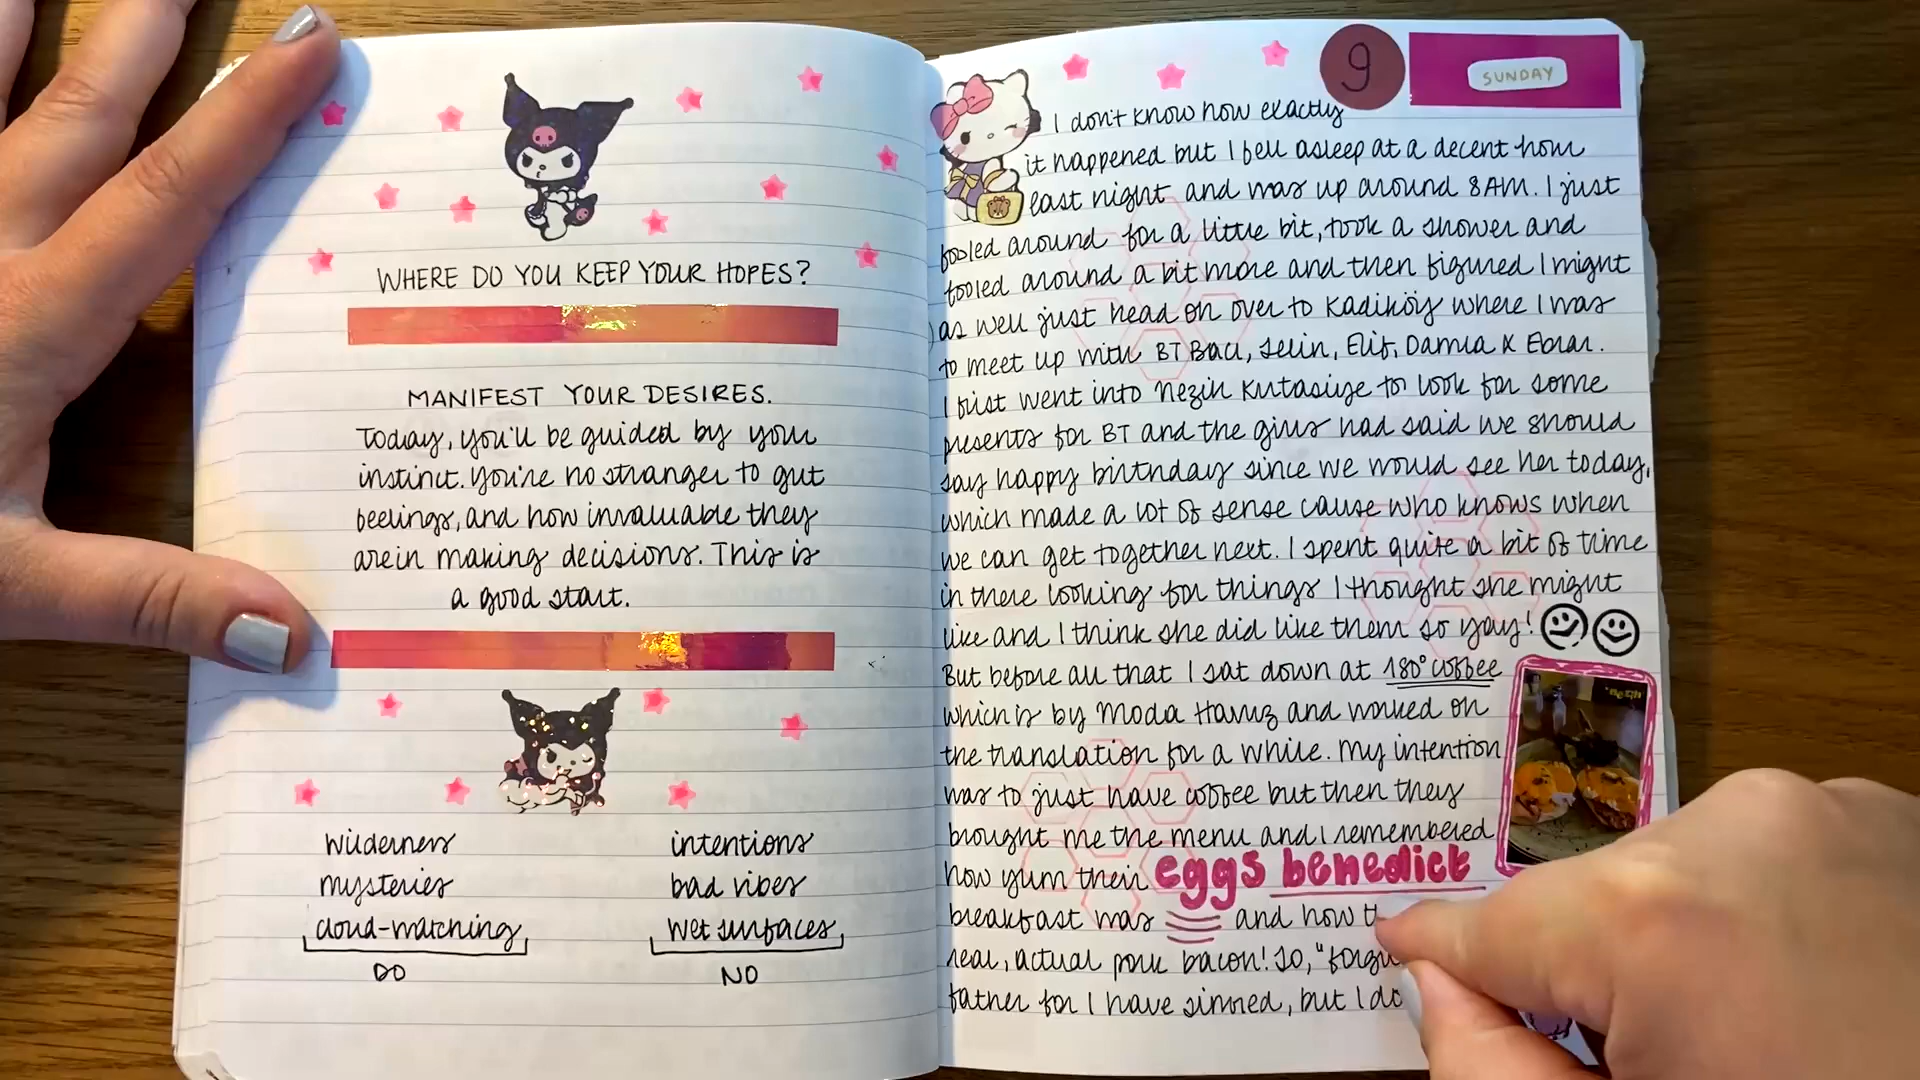 WHERE DO YOU KEEP YOUR HOPES?
MANIFEST YOUR DESIRES.
Today, you'll be guided by your
instinct. You're no stranger to gut
feelings, and how invaluable they
are in making decisions. This is
a good start.
wilderness
mysteries
cloud-watching
DO
intentions
bad vibes
wet surfaces
NO
9
SUNDAY
I don't know how exactly
it happened but I fell asleep at a decent hour
last night and was up around 8AM. I just
fooled around for a little bit, took a shower and
fooled around a bit more and then figured I might
as well just head on over to Kadıköy where I was
to meet up with BT Bacı, Selin, Elif, Damla & Ebrar.
I first went into Nezih Kırtasiye to look for some
presents for BT and the girls had said we should
say happy birthday since we would see her today,
which made a lot of sense cause who knows when
we can get together next. I spent quite a bit of time
in there looking for things I thought she might
like and I think she did like them so yay!
But before all that I sat down at 180° coffee
which is by Moda Havuz and worked on
the translation for a while. My intention
was to just have coffee but then they
brought me the menu and I remembered
how yum their eggs benedict
breakfast was and how
real, actual pork bacon! So, "
father for I have sinned, but I do